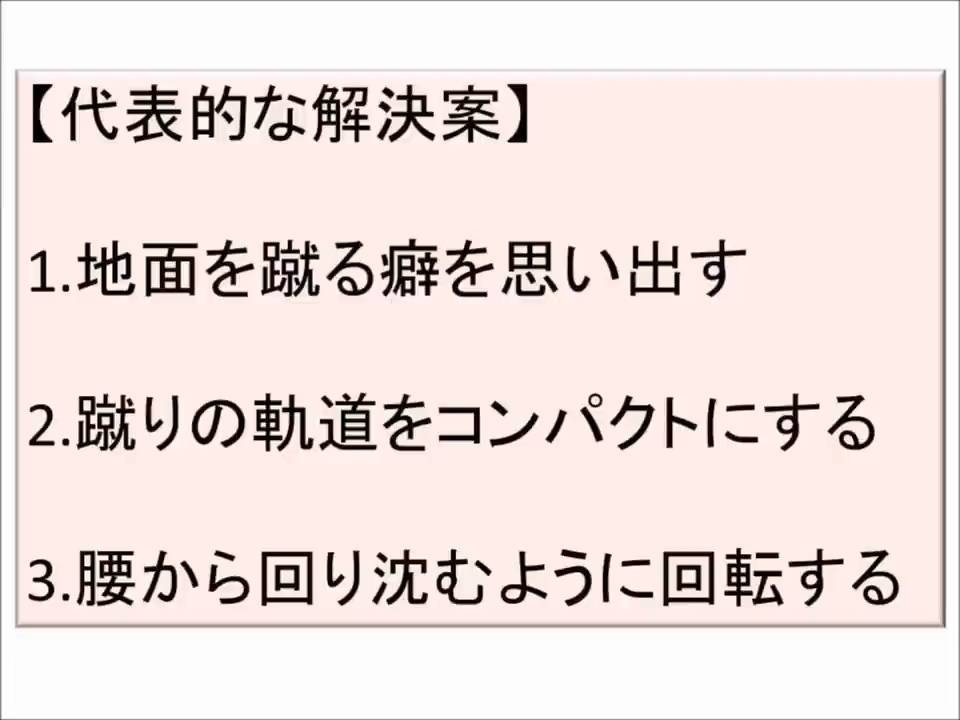 【代表的な解決案】
1.地面を蹴る癖を思い出す
2.蹴りの軌道をコンパクトにする
3.腰から回り沈むように回転する